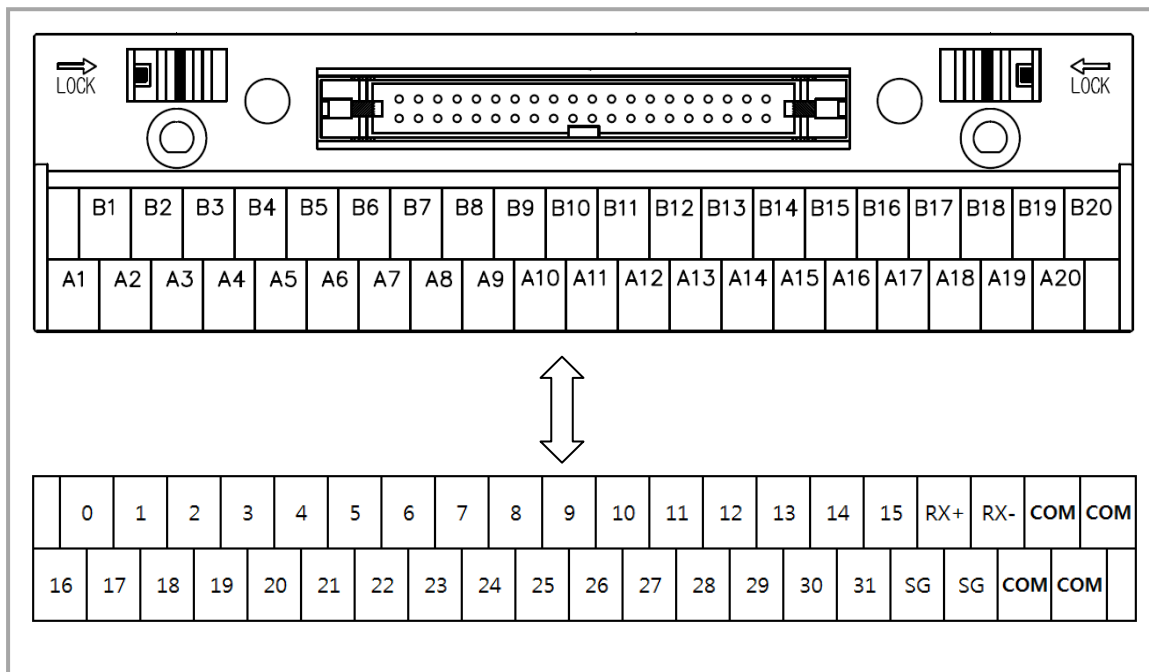 LOCK LOCK
B1 B2 B3 B4 B5 B6 B7 B8 B9 B10 B11 B12 B13 B14 B15 B16 B17 B18 B19 B20
A1 A2 A3 A4 A5 A6 A7 A8 A9 A10 A11 A12 A13 A14 A15 A16 A17 A18 A19 A20
0 1 2 3 4 5 6 7 8 9 10 11 12 13 14 15 RX+ RX- COM COM
16 17 18 19 20 21 22 23 24 25 26 27 28 29 30 31 SG SG COM COM